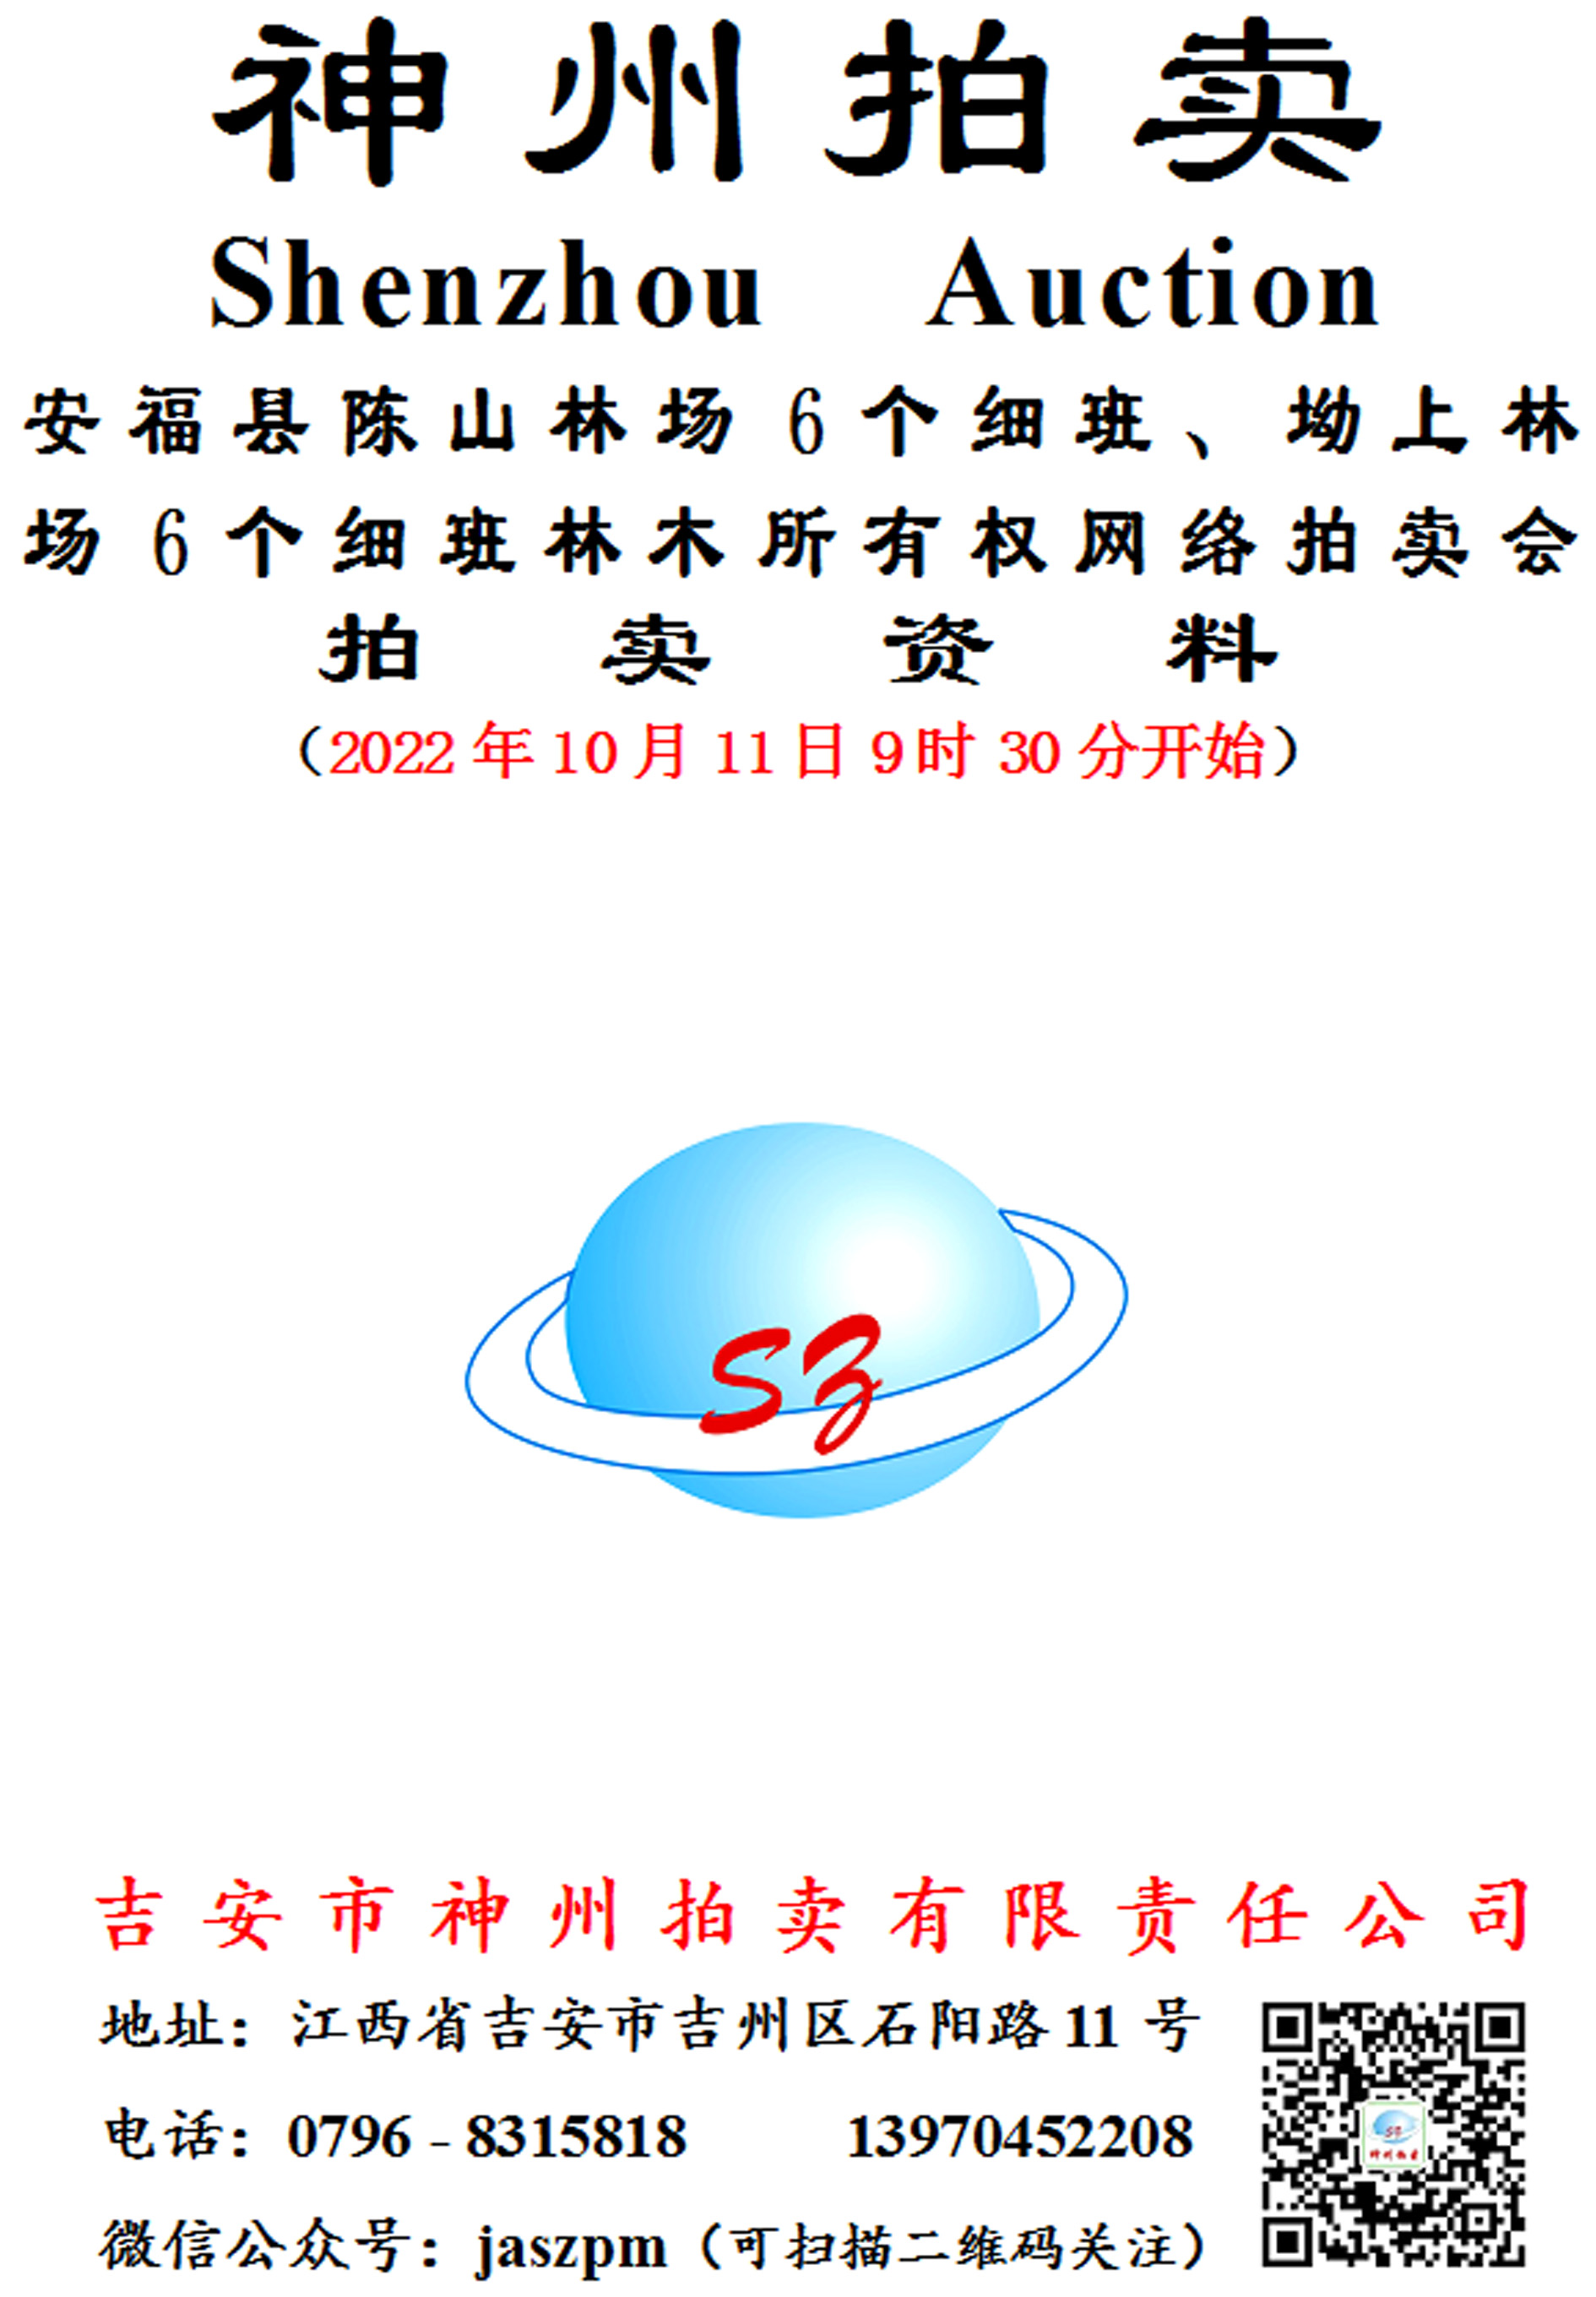 神州拍卖
Shenzhou Auction
安福县陈山林场6个细班、坳上林
场6个细班林木所有权网络拍卖会
拍卖资料
（2022年10月11日9时30分开始）
SZ
吉安市神州拍卖有限责任公司
地址：江西省吉安市吉州区石阳路11号
电话：0796-8315818 13970452208
微信公众号：jaszpm（可扫描二维码关注）
SZ
神州拍卖